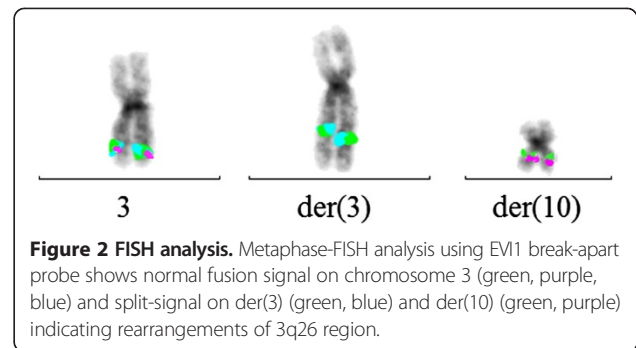 3 der(3) der(10)
Figure 2 FISH analysis. Metaphase-FISH analysis using EVI1 break-apart
probe shows normal fusion signal on chromosome 3 (green, purple,
blue) and split-signal on der(3) (green, blue) and der(10) (green, purple)
indicating rearrangements of 3q26 region.